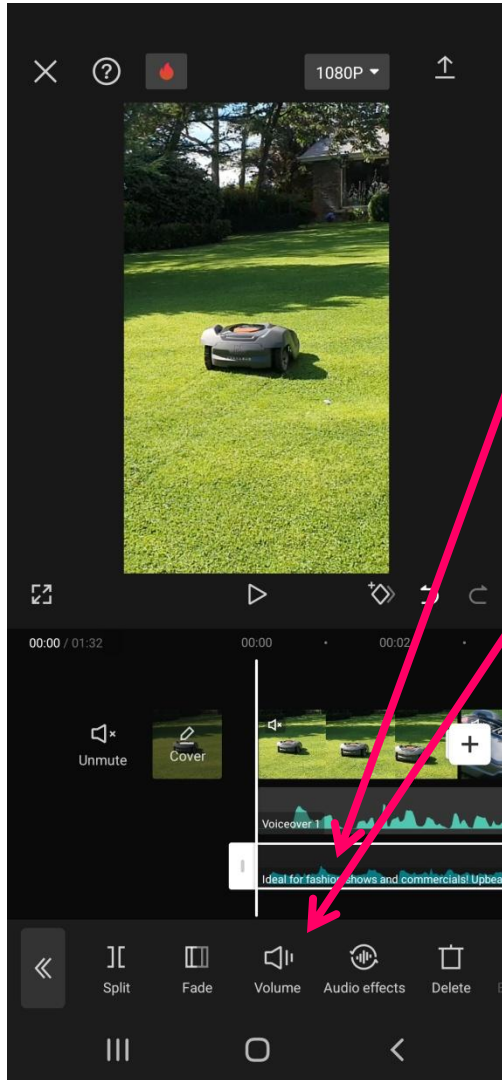 1080P
00:00 / 01:32
00:00
00:02
Unmute
Cover
Voiceover 1
Ideal for fashion shows and commercials! Upbea
Split
Fade
Volume
Audio effects
Delete